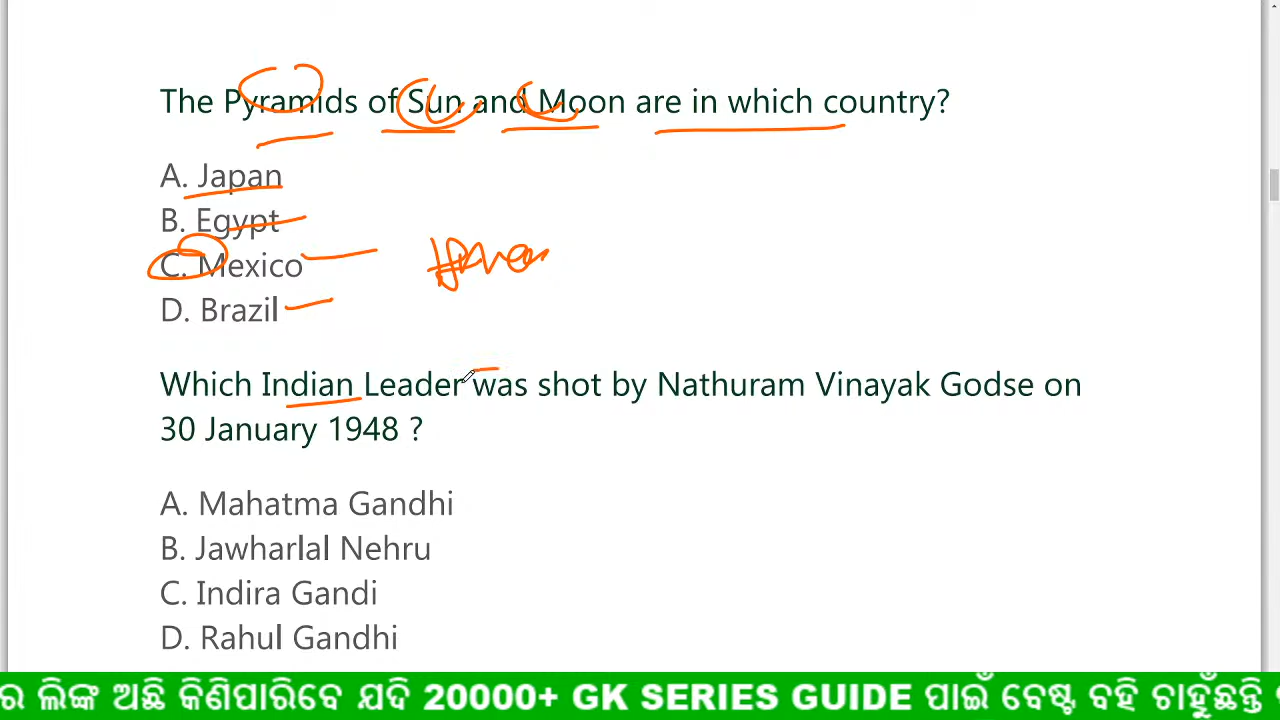 The Pyramids of Sun and Moon are in which country?
A. Japan
B. Egypt
C. Mexico
D. Brazil
Which Indian Leader was shot by Nathuram Vinayak Godse on
30 January 1948 ?
A. Mahatma Gandhi
B. Jawharlal Nehru
C. Indira Gandi
D. Rahul Gandhi
ର ଲିଙ୍କ ଅଛି କିଣିପାରିବେ ଯଦି 20000+ GK SERIES GUIDE ପାଇଁ ବେଷ୍ଟ ବହି ଚାହୁଁଛନ୍ତି